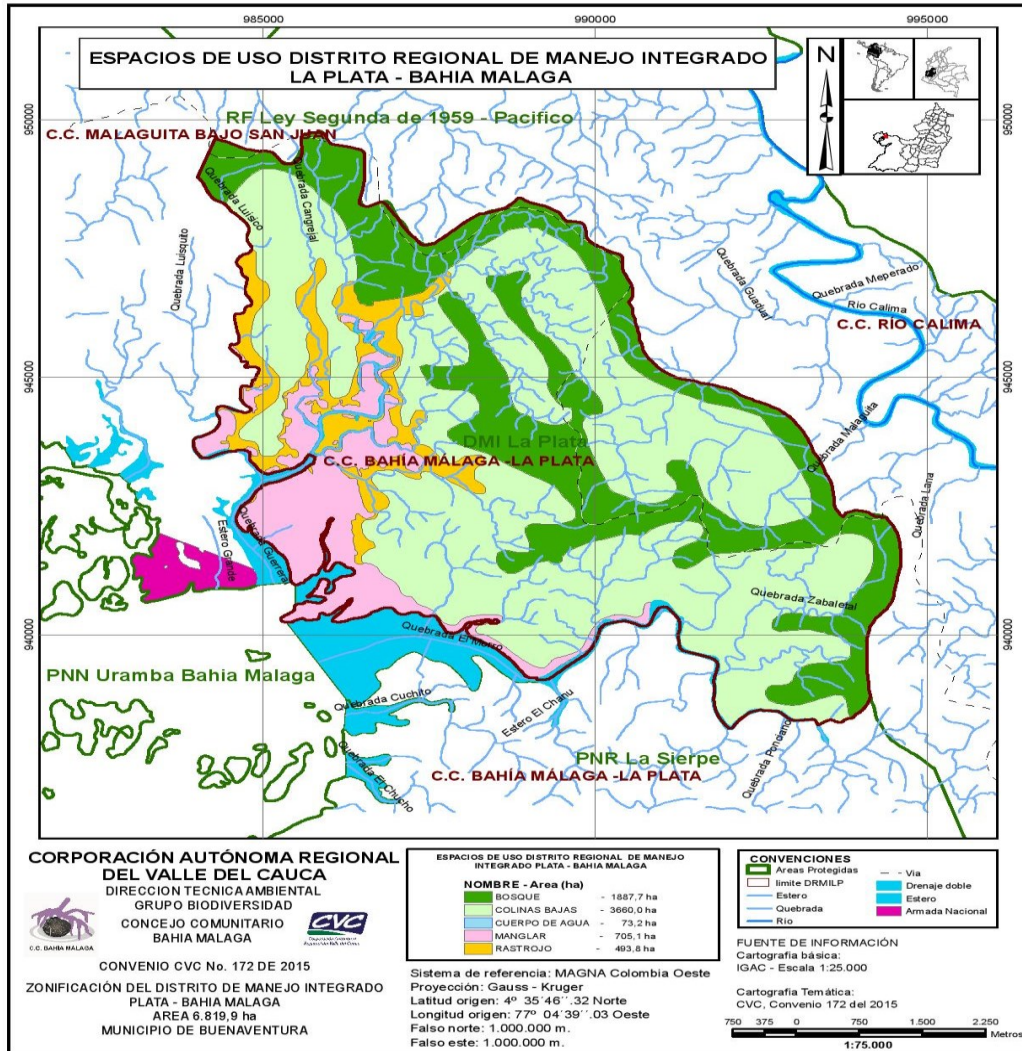 985000
990000
995000
ESPACIOS DE USO DISTRITO REGIONAL DE MANEJO INTEGRADO
LA PLATA - BAHIA MALAGA
N
950000
950000
RF Ley Segunda de 1959 - Pacifico
C.C. MALAGUITA BAJO SAN JUAN
Quebrada Luisico
Quebrada Cangrejal
Quebrada Luisquito
Quebrada Guadual
Quebrada Meperado
Río Calima
C.C. RÍO CALIMA
945000
945000
Quebrada Malaguita
DMI La Plata
C.C. BAHÍA MÁLAGA -LA PLATA
Quebrada Lana
Estero Grande
Quebrada Guerreral
Quebrada Zabaletal
940000
940000
Quebrada El Morro
PNN Uramba Bahia Malaga
Quebrada Cuchito
Estero El Chanu
Quebrada Ponciano
Quebrada El Chucho
PNR La Sierpe
C.C. BAHÍA MÁLAGA -LA PLATA
CORPORACIÓN AUTÓNOMA REGIONAL
DEL VALLE DEL CAUCA
DIRECCION TECNICA AMBIENTAL
GRUPO BIODIVERSIDAD
CONCEJO COMUNITARIO
BAHIA MALAGA
C.C. BAHÍA MÁLAGA
CVC
CONVENIO CVC No. 172 DE 2015
ZONIFICACIÓN DEL DISTRITO DE MANEJO INTEGRADO
PLATA - BAHIA MALAGA
AREA 6.819,9 ha
MUNICIPIO DE BUENAVENTURA
ESPACIOS DE USO DISTRITO REGIONAL DE MANEJO
INTEGRADO PLATA - BAHIA MALAGA
NOMBRE - Area (ha)
BOSQUE - 1887,7 ha
COLINAS BAJAS - 3660,0 ha
CUERPO DE AGUA - 73,2 ha
MANGLAR - 705,1 ha
RASTROJO - 493,8 ha
Sistema de referencia: MAGNA Colombia Oeste
Proyección: Gauss - Kruger
Latitud origen: 4º 35´46´´.32 Norte
Longitud origen: 77º 04´39´´.03 Oeste
Falso norte: 1.000.000 m.
Falso este: 1.000.000 m.
CONVENCIONES
Areas Protegidas
limite DRMILP
Estero
Quebrada
Río
Via
Drenaje doble
Estero
Armada Nacional
FUENTE DE INFORMACIÓN
Cartografía básica:
IGAC - Escala 1:25.000
Cartografía Temática:
CVC, Convenio 172 del 2015
750 375 0 750 1.500 2.250
Metros
1:75.000